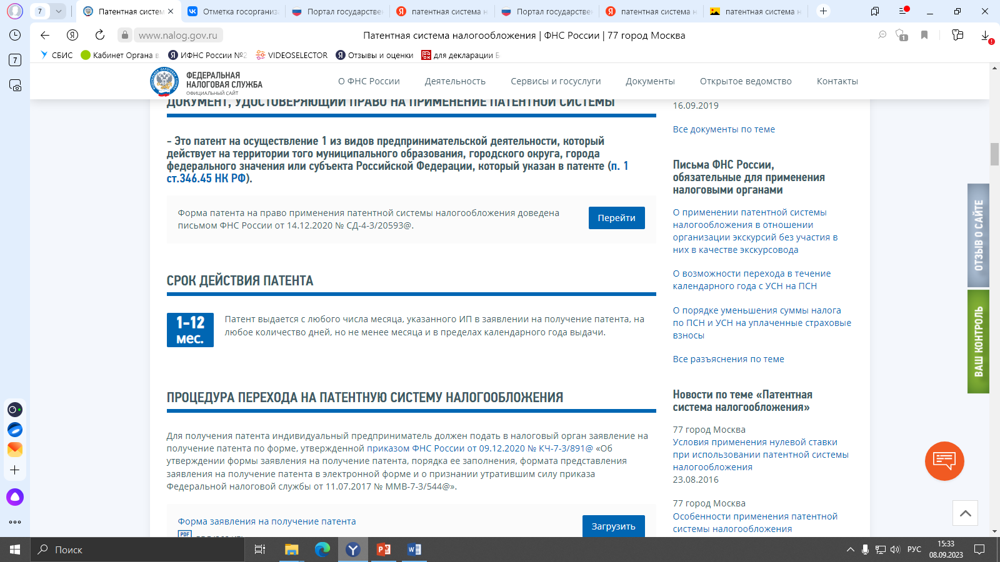 7
Патентная систем
Отметка госорганиз
Портал государствен
патентная система н
Портал государствен
патентная система н
патентная система н
www.nalog.gov.ru
Патентная система налогообложения | ФНС России | 77 город Москва
1
СБИС
Кабинет Органа в
ИФНС России №2
VIDEOSELECTOR
Отзывы и оценки
для декларации Б
7
ФЕДЕРАЛЬНАЯ
НАЛОГОВАЯ СЛУЖБА
ОФИЦИАЛЬНЫЙ САЙТ
О ФНС России
Деятельность
Сервисы и госуслуги
Документы
Открытое ведомство
Контакты
ДОКУМЕНТ, УДОСТОВЕРЯЮЩИЙ ПРАВО НА ПРИМЕНЕНИЕ ПАТЕНТНОЙ СИСТЕМЫ
- Это патент на осуществление 1 из видов предпринимательской деятельности, который
действует на территории того муниципального образования, городского округа, города
федерального значения или субъекта Российской Федерации, который указан в патенте (п. 1
ст.346.45 НК РФ).
Форма патента на право применения патентной системы налогообложения доведена
письмом ФНС России от 14.12.2020 № СД-4-3/20593@.
Перейти
СРОК ДЕЙСТВИЯ ПАТЕНТА
1-12
мес.
Патент выдается с любого числа месяца, указанного ИП в заявлении на получение патента, на
любое количество дней, но не менее месяца и в пределах календарного года выдачи.
ПРОЦЕДУРА ПЕРЕХОДА НА ПАТЕНТНУЮ СИСТЕМУ НАЛОГООБЛОЖЕНИЯ
Для получения патента индивидуальный предприниматель должен подать в налоговый орган заявление на
получение патента по форме, утвержденной приказом ФНС России от 09.12.2020 № КЧ-7-3/891@ «Об
утверждении формы заявления на получение патента, порядка ее заполнения, формата представления
заявления на получение патента в электронной форме и о признании утратившим силу приказа
Федеральной налоговой службы от 11.07.2017 № ММВ-7-3/544@».
Форма заявления на получение патента
PDF
Загрузить
16.09.2019
Все документы по теме
Письма ФНС России,
обязательные для применения
налоговыми органами
О применении патентной системы
налогообложения в отношении
организации экскурсий без участия в
них в качестве экскурсовода
О возможности перехода в течение
календарного года с УСН на ПСН
О порядке уменьшения суммы налога
по ПСН и УСН на уплаченные страховые
взносы
Все разъяснения по теме
Новости по теме «Патентная
система налогообложения»
77 город Москва
Условия применения нулевой ставки
при использовании патентной системы
налогообложения
23.08.2016
77 город Москва
Особенности применения патентной
системы налогообложения
ОТЗЫВ О САЙТЕ
ВАШ КОНТРОЛЬ
Поиск
РУС
15:33
08.09.2023